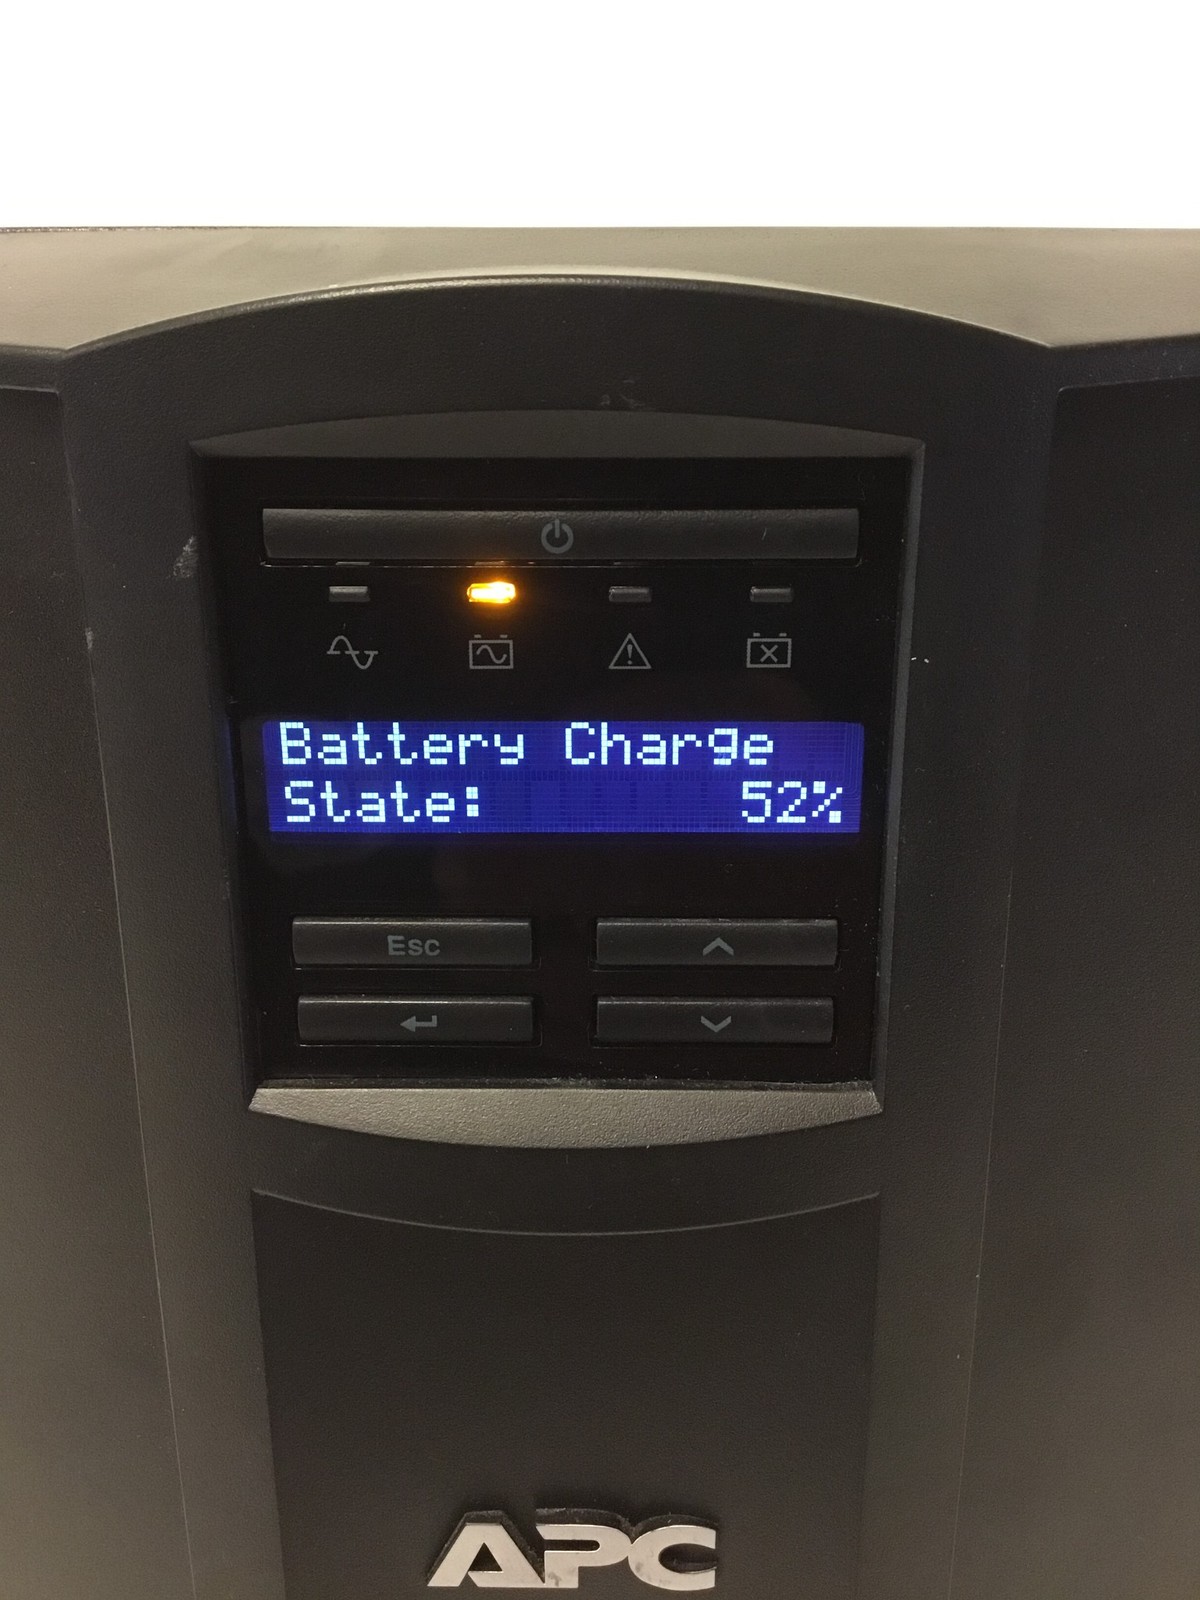 Battery Charge
State: 52%
Esc
APC